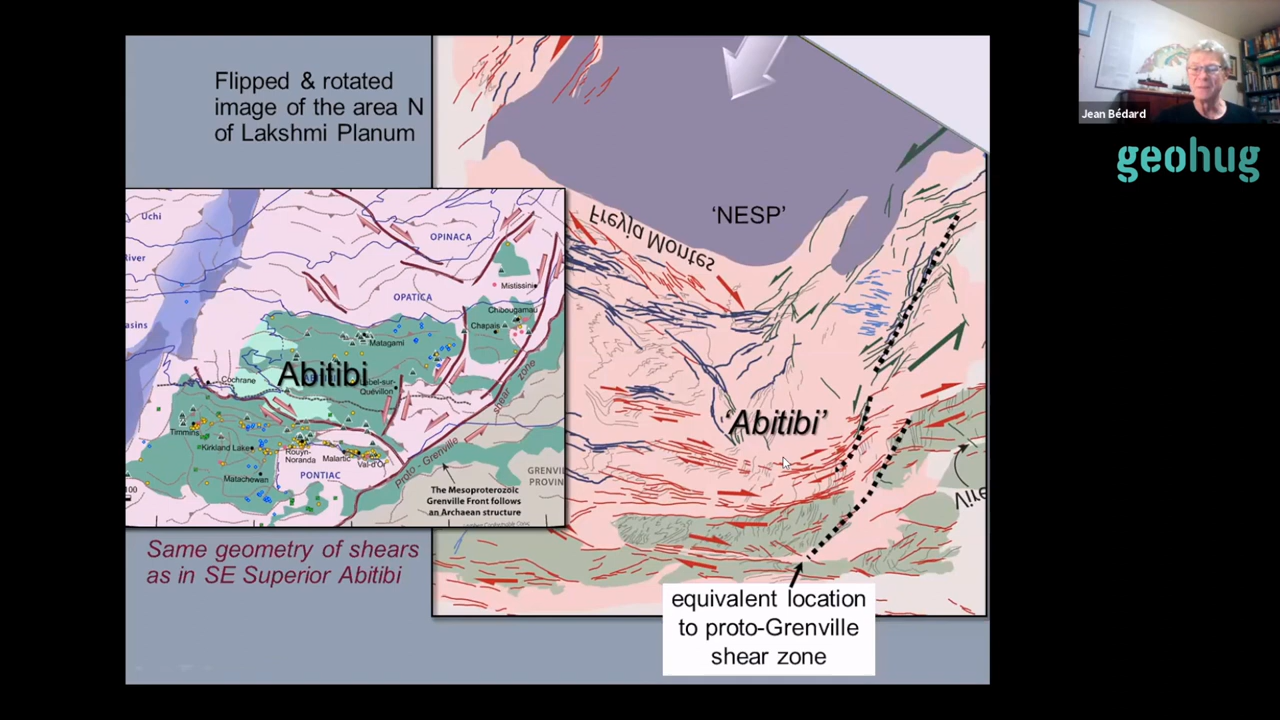 Flipped & rotated
image of the area N
of Lakshmi Planum
Jean Bédard
geohug
'NESP'
Freyja Montes
Uchi
OPINACA
OPATICA
Mistissini
Chibougamau
Chapais
Matagami
Abitibi
Cochrane
Quévillon
Timmins
Kirkland Lake
Rouyn-
Noranda
Malartic
Val-d'Or
PONTIAC
Matachewan
Proto - Grenville
shear zone
The Mesoproterozoic
Grenville Front follows
an Archaean structure
'Abitibi'
Same geometry of shears
as in SE Superior Abitibi
equivalent location
to proto-Grenville
shear zone